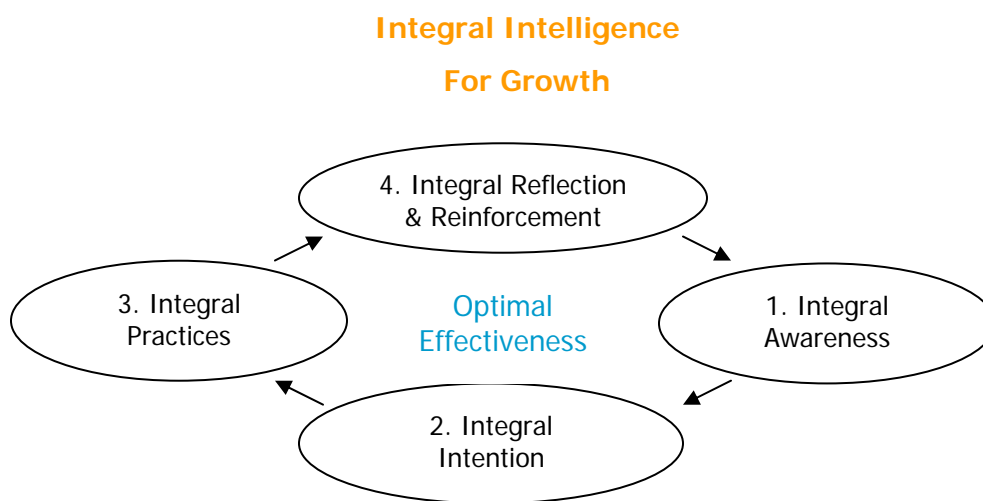 Integral Intelligence
For Growth
4. Integral Reflection
& Reinforcement
3. Integral
Practices
Optimal
Effectiveness
1. Integral
Awareness
2. Integral
Intention